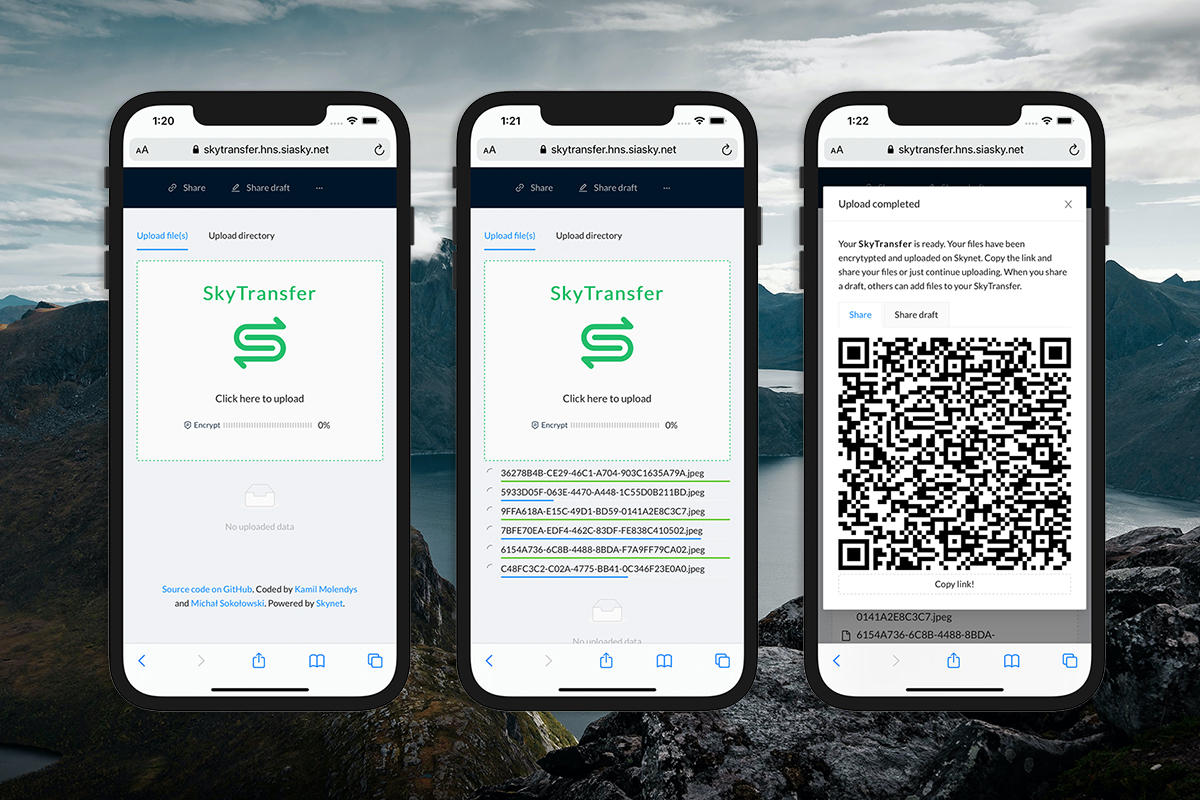 1:20
AA skytransfer.hns.siasky.net
Share Share draft ...
Upload file(s) Upload directory
SkyTransfer
Click here to upload
Encrypt 0%
No uploaded data
Source code on GitHub. Coded by Kamil Molendys
and Michał Sokołowski. Powered by Skynet.
1:21
AA skytransfer.hns.siasky.net
Share Share draft ...
Upload file(s) Upload directory
SkyTransfer
Click here to upload
Encrypt 0%
36278B4B-CE29-46C1-A704-903C1635A79A.jpeg
5933D05F-063E-4470-A448-1C55D0B211BD.jpeg
9FFA618A-E15C-49D1-BD59-0141A2E8C3C7.jpeg
7BFE70EA-EDF4-462C-83DF-FE838C410502.jpeg
6154A736-6C8B-4488-8BDA-F7A9FF79CA02.jpeg
C48FC3C2-C02A-4775-BB41-0C346F23E0A0.jpeg
No uploaded data
1:22
AA skytransfer.hns.siasky.net
Upload completed
Your SkyTransfer is ready. Your files have been
encrytypted and uploaded on Skynet. Copy the link and
share your files or just continue uploading. When you share
a draft, others can add files to your SkyTransfer.
Share Share draft
Copy link!
0141A2E8C3C7.jpeg
6154A736-6C8B-4488-8BDA-